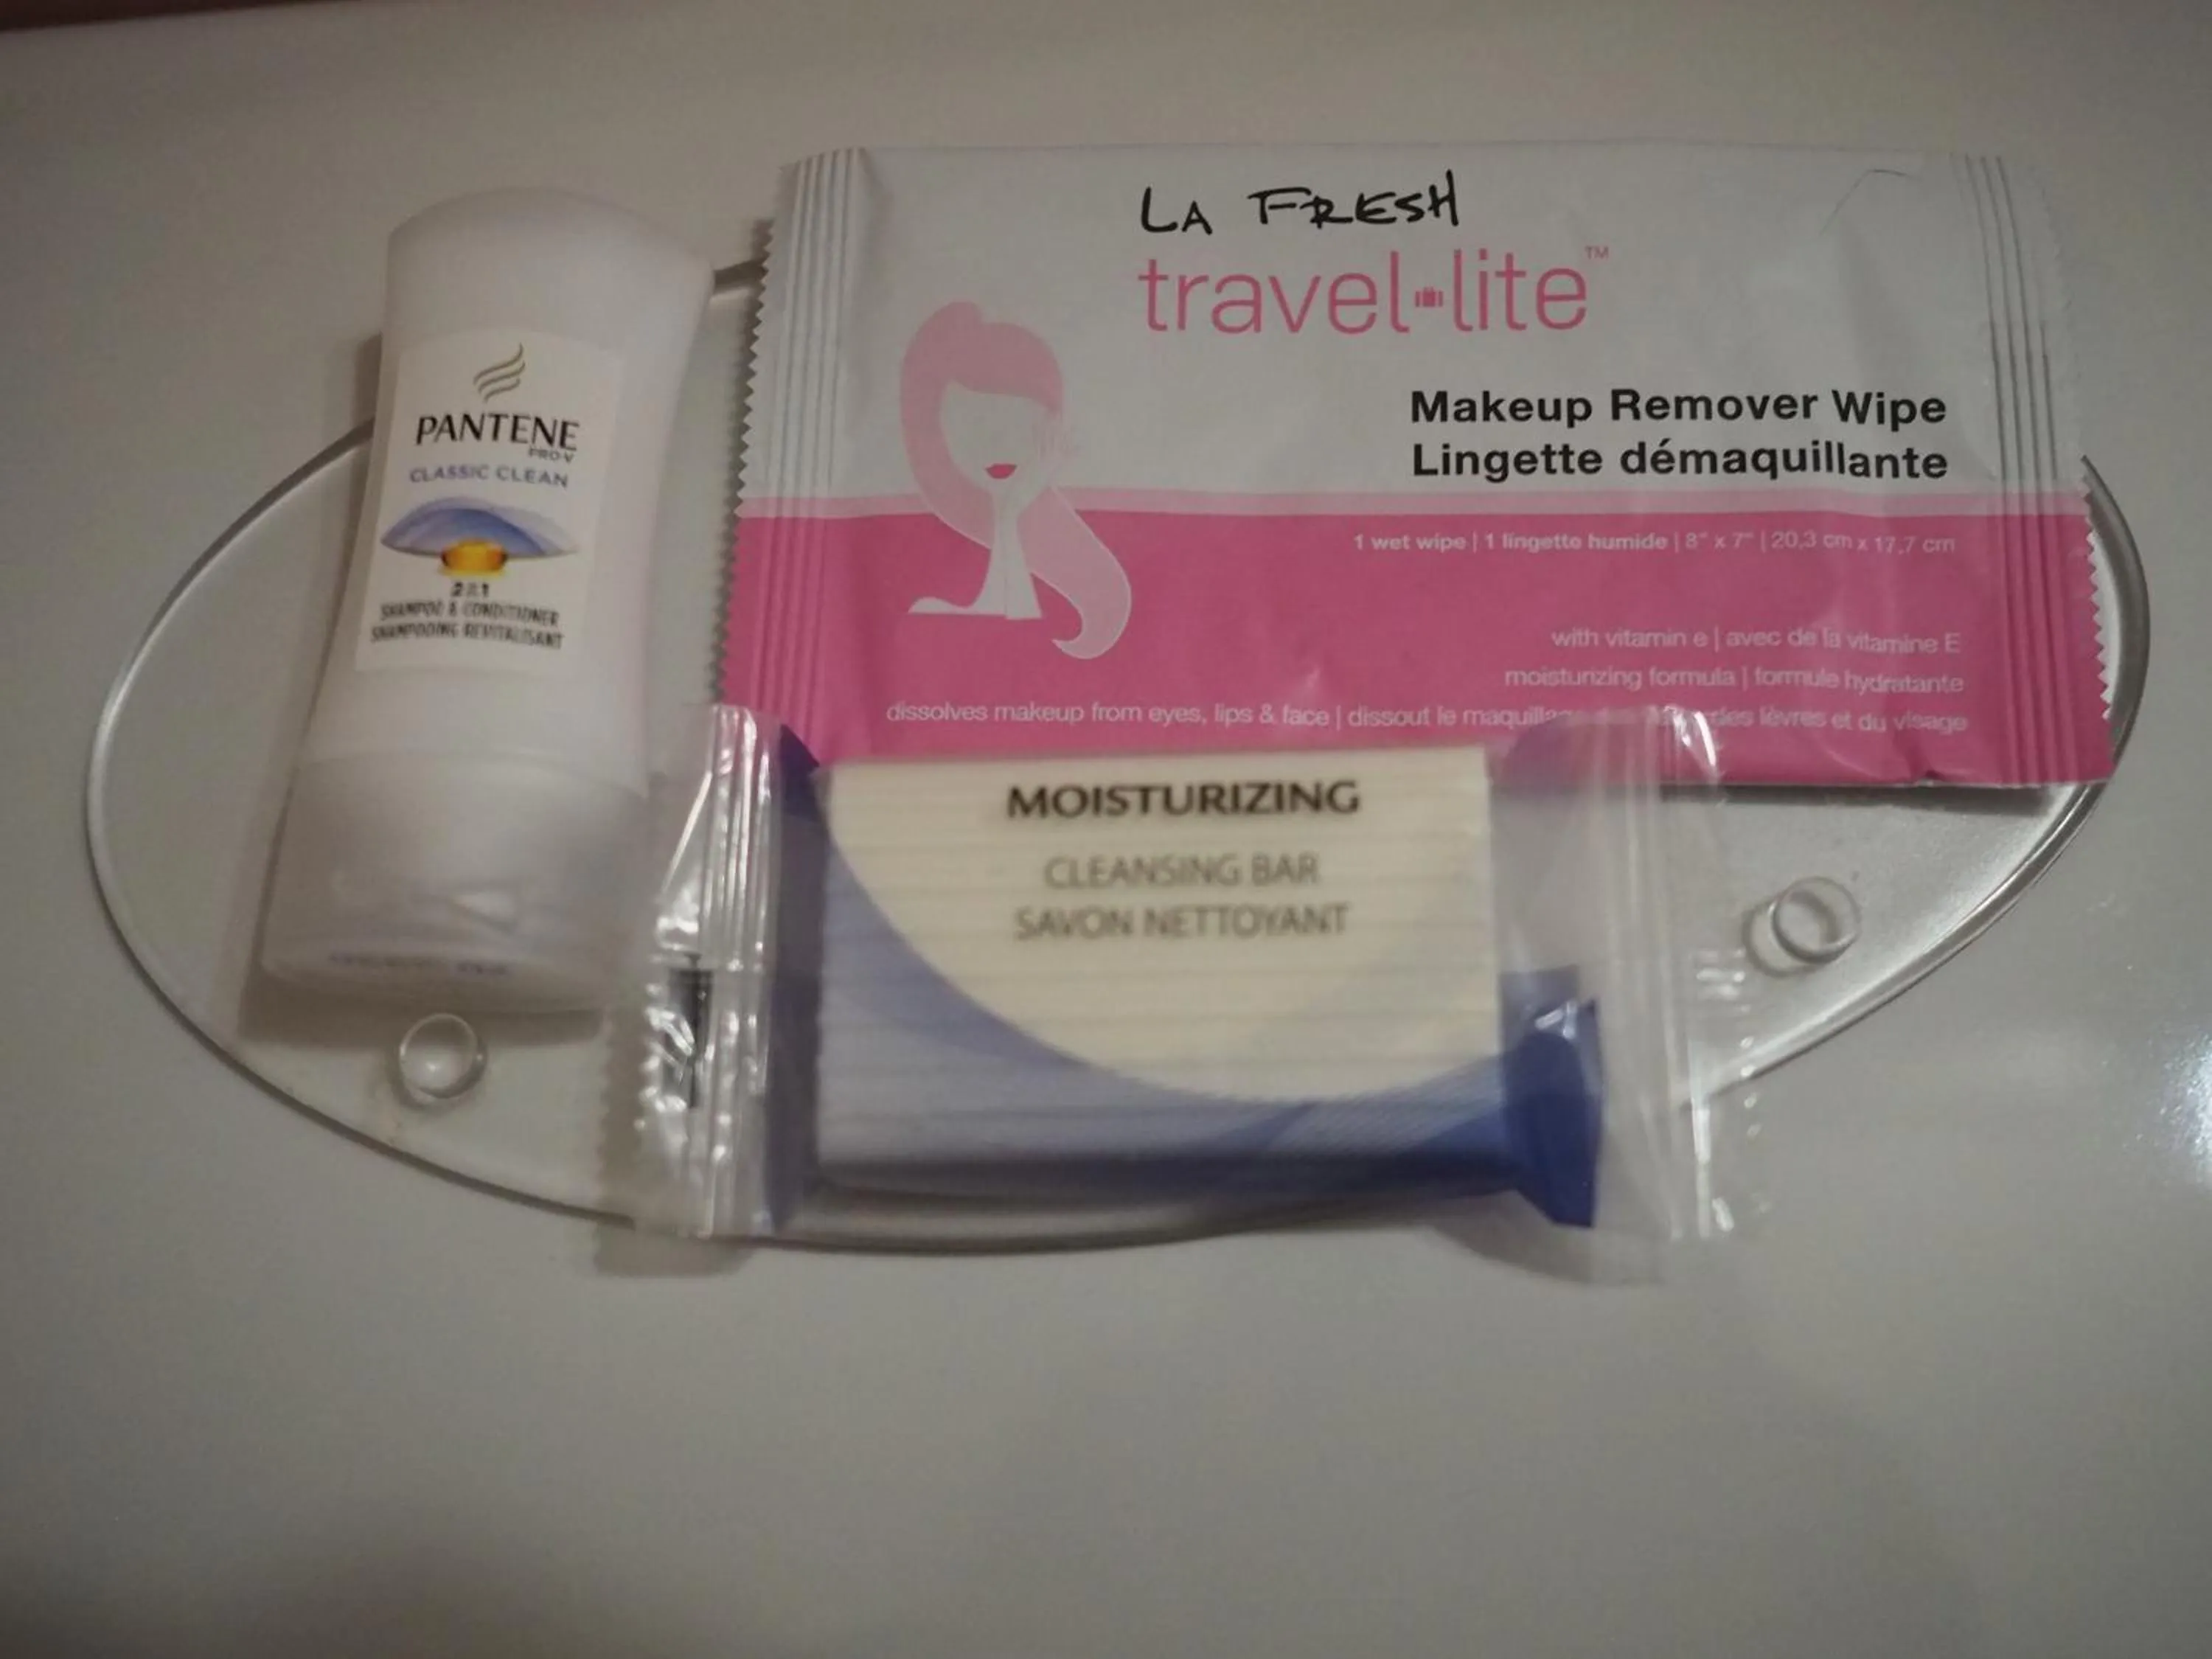 PANTENE
PRO-V
CLASSIC CLEAN
2 in 1
SHAMPOO & CONDITIONER
SHAMPOOING REVITALISANT
LA FRESH
travel-lite™
Makeup Remover Wipe
Lingette démaquillante
1 wet wipe | 1 lingette humide | 8" x 7" | 20,3 cm x 17,7 cm
with vitamin e | avec de la vitamine E
moisturizing formula | formule hydratante
dissolves makeup from eyes, lips & face | dissout le maquillage des lèvres et du visage
MOISTURIZING
CLEANSING BAR
SAVON NETTOYANT